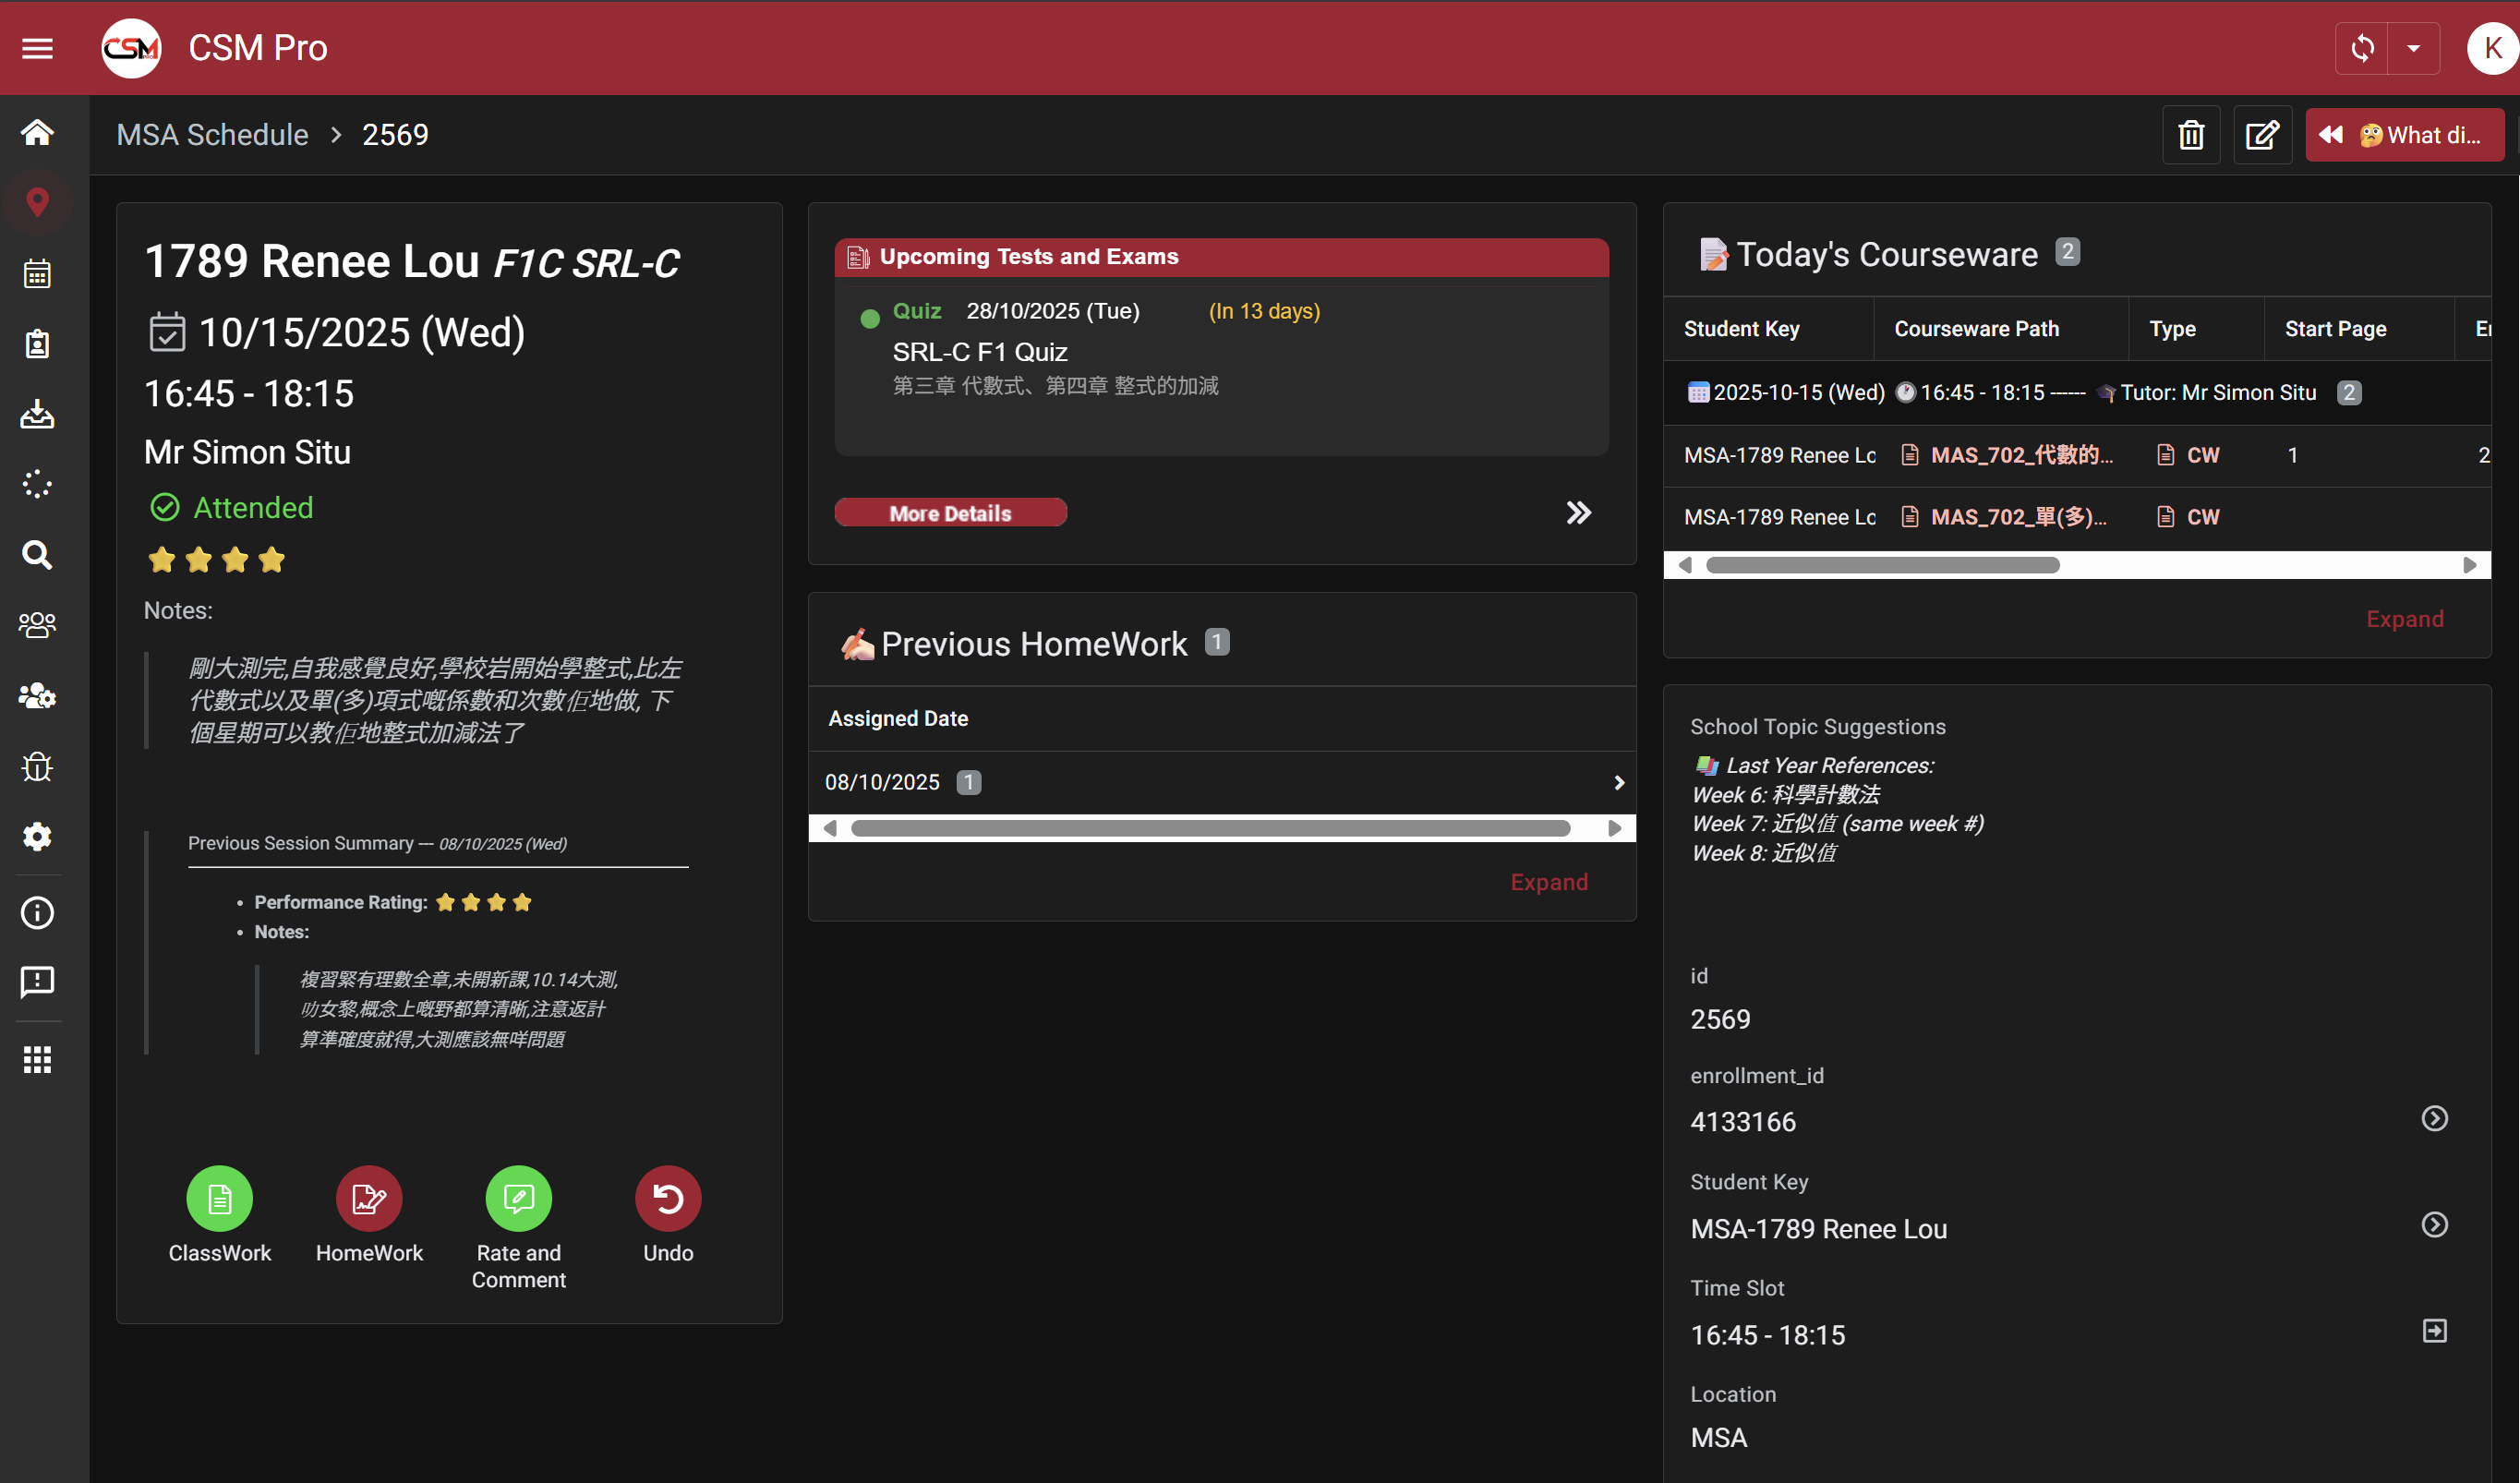 CSM Pro
K
MSA Schedule > 2569
🤔What di...
1789 Renee Lou F1C SRL-C
10/15/2025 (Wed)
16:45 - 18:15
Mr Simon Situ
Attended
Notes:
剛大測完,自我感覺良好,學校岩開始學整式,比左
代數式以及單(多)項式嘅係數和次數佢地做, 下
個星期可以教佢地整式加減法了
Previous Session Summary --- 08/10/2025 (Wed)
• Performance Rating: ⭐⭐⭐⭐
• Notes:
複習緊有理數全章,未開新課,10.14大測,
叻女黎,概念上嘅野都算清晰,注意返計
算準確度就得,大測應該無咩問題
ClassWork
HomeWork
Rate and
Comment
Undo
Upcoming Tests and Exams
Quiz 28/10/2025 (Tue) (In 13 days)
SRL-C F1 Quiz
第三章 代數式、第四章 整式的加減
More Details
Previous HomeWork 1
Assigned Date
08/10/2025 1
Expand
Today's Courseware 2
Student Key Courseware Path Type Start Page
2025-10-15 (Wed) 16:45 - 18:15 ------ Tutor: Mr Simon Situ 2
MSA-1789 Renee Lo MAS_702_代數的... CW 1 2
MSA-1789 Renee Lo MAS_702_單(多)... CW
Expand
School Topic Suggestions
Last Year References:
Week 6: 科學計數法
Week 7: 近似值 (same week #)
Week 8: 近似值
id
2569
enrollment_id
4133166
Student Key
MSA-1789 Renee Lou
Time Slot
16:45 - 18:15
Location
MSA